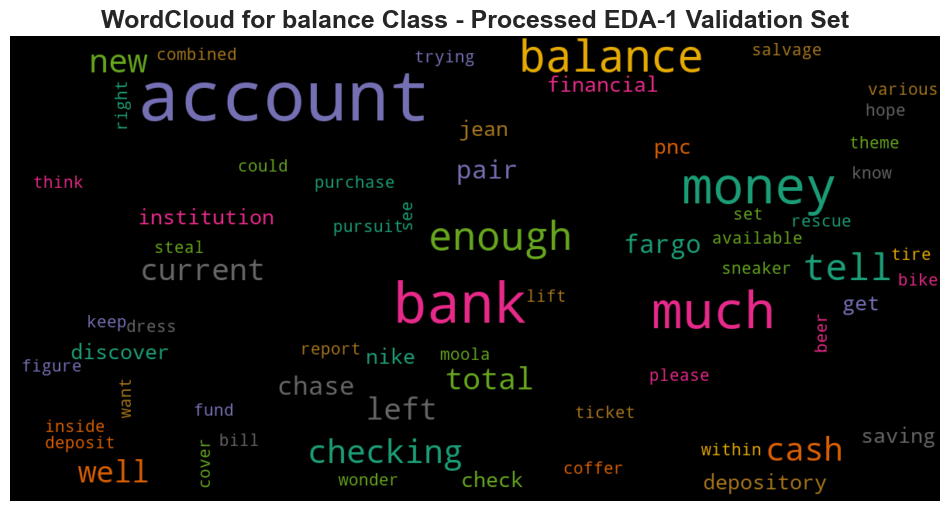 WordCloud for balance Class - Processed EDA-1 Validation Set
new
combined
trying
balance
salvage
account
right
financial
various
hope
jean
pnc
theme
think
could
purchase
pair
money
know
institution
pursuit
see
enough
set
rescue
steal
current
fargo
available
tell
tire
sneaker
bike
bank
lift
much
get
keep
dress
beer
discover
report
nike
moola
figure
chase
total
please
want
fund
left
ticket
inside
deposit
bill
cover
checking
coffer
within
cash
saving
well
wonder
check
depository